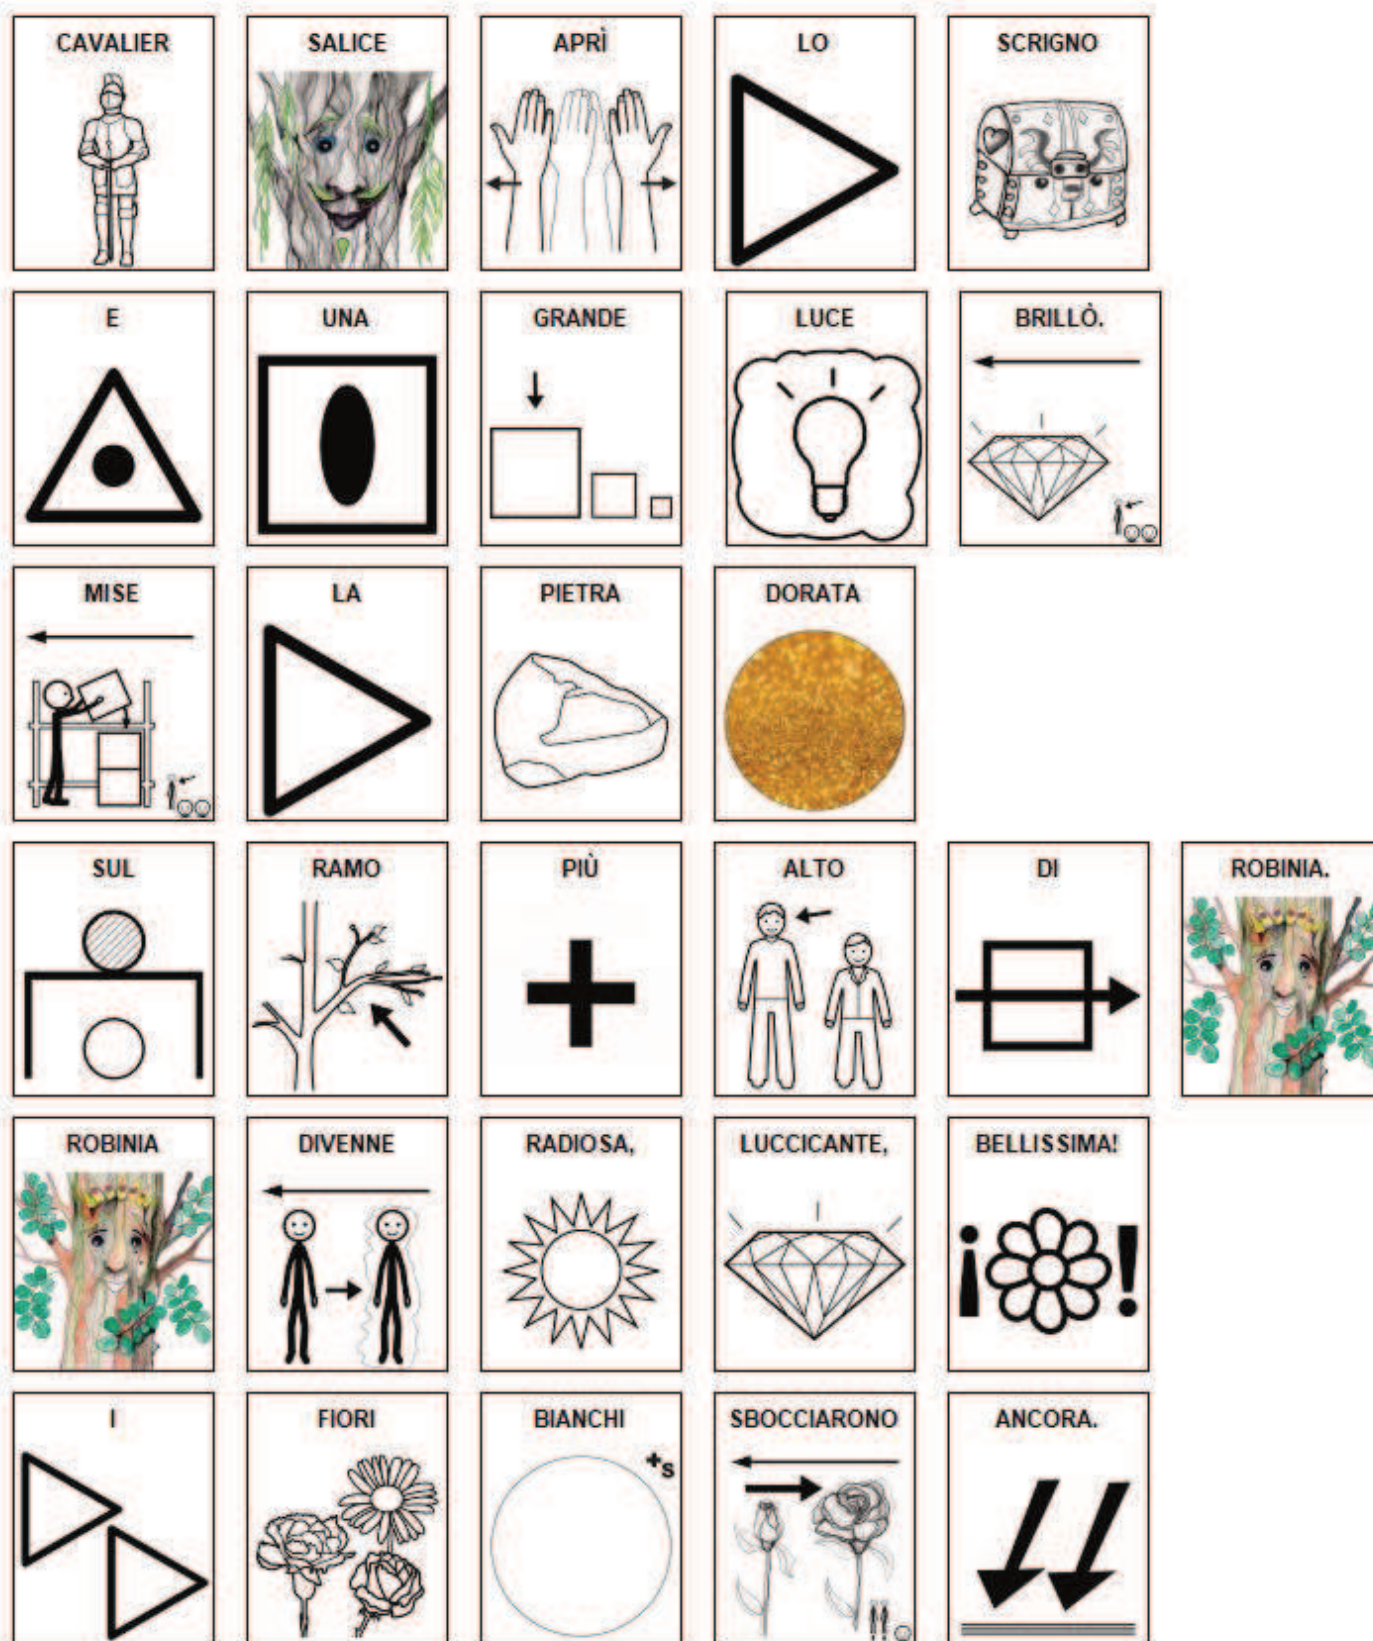 CAVALIER SALICE APRÌ LO SCRIGNO
E UNA GRANDE LUCE BRILLÒ.
MISE LA PIETRA DORATA
SUL RAMO PIÙ ALTO DI ROBINIA.
ROBINIA DIVENNE RADIOSA, LUCCICANTE, BELLISSIMA!
I FIORI BIANCHI SBOCCIARONO ANCORA.
+s